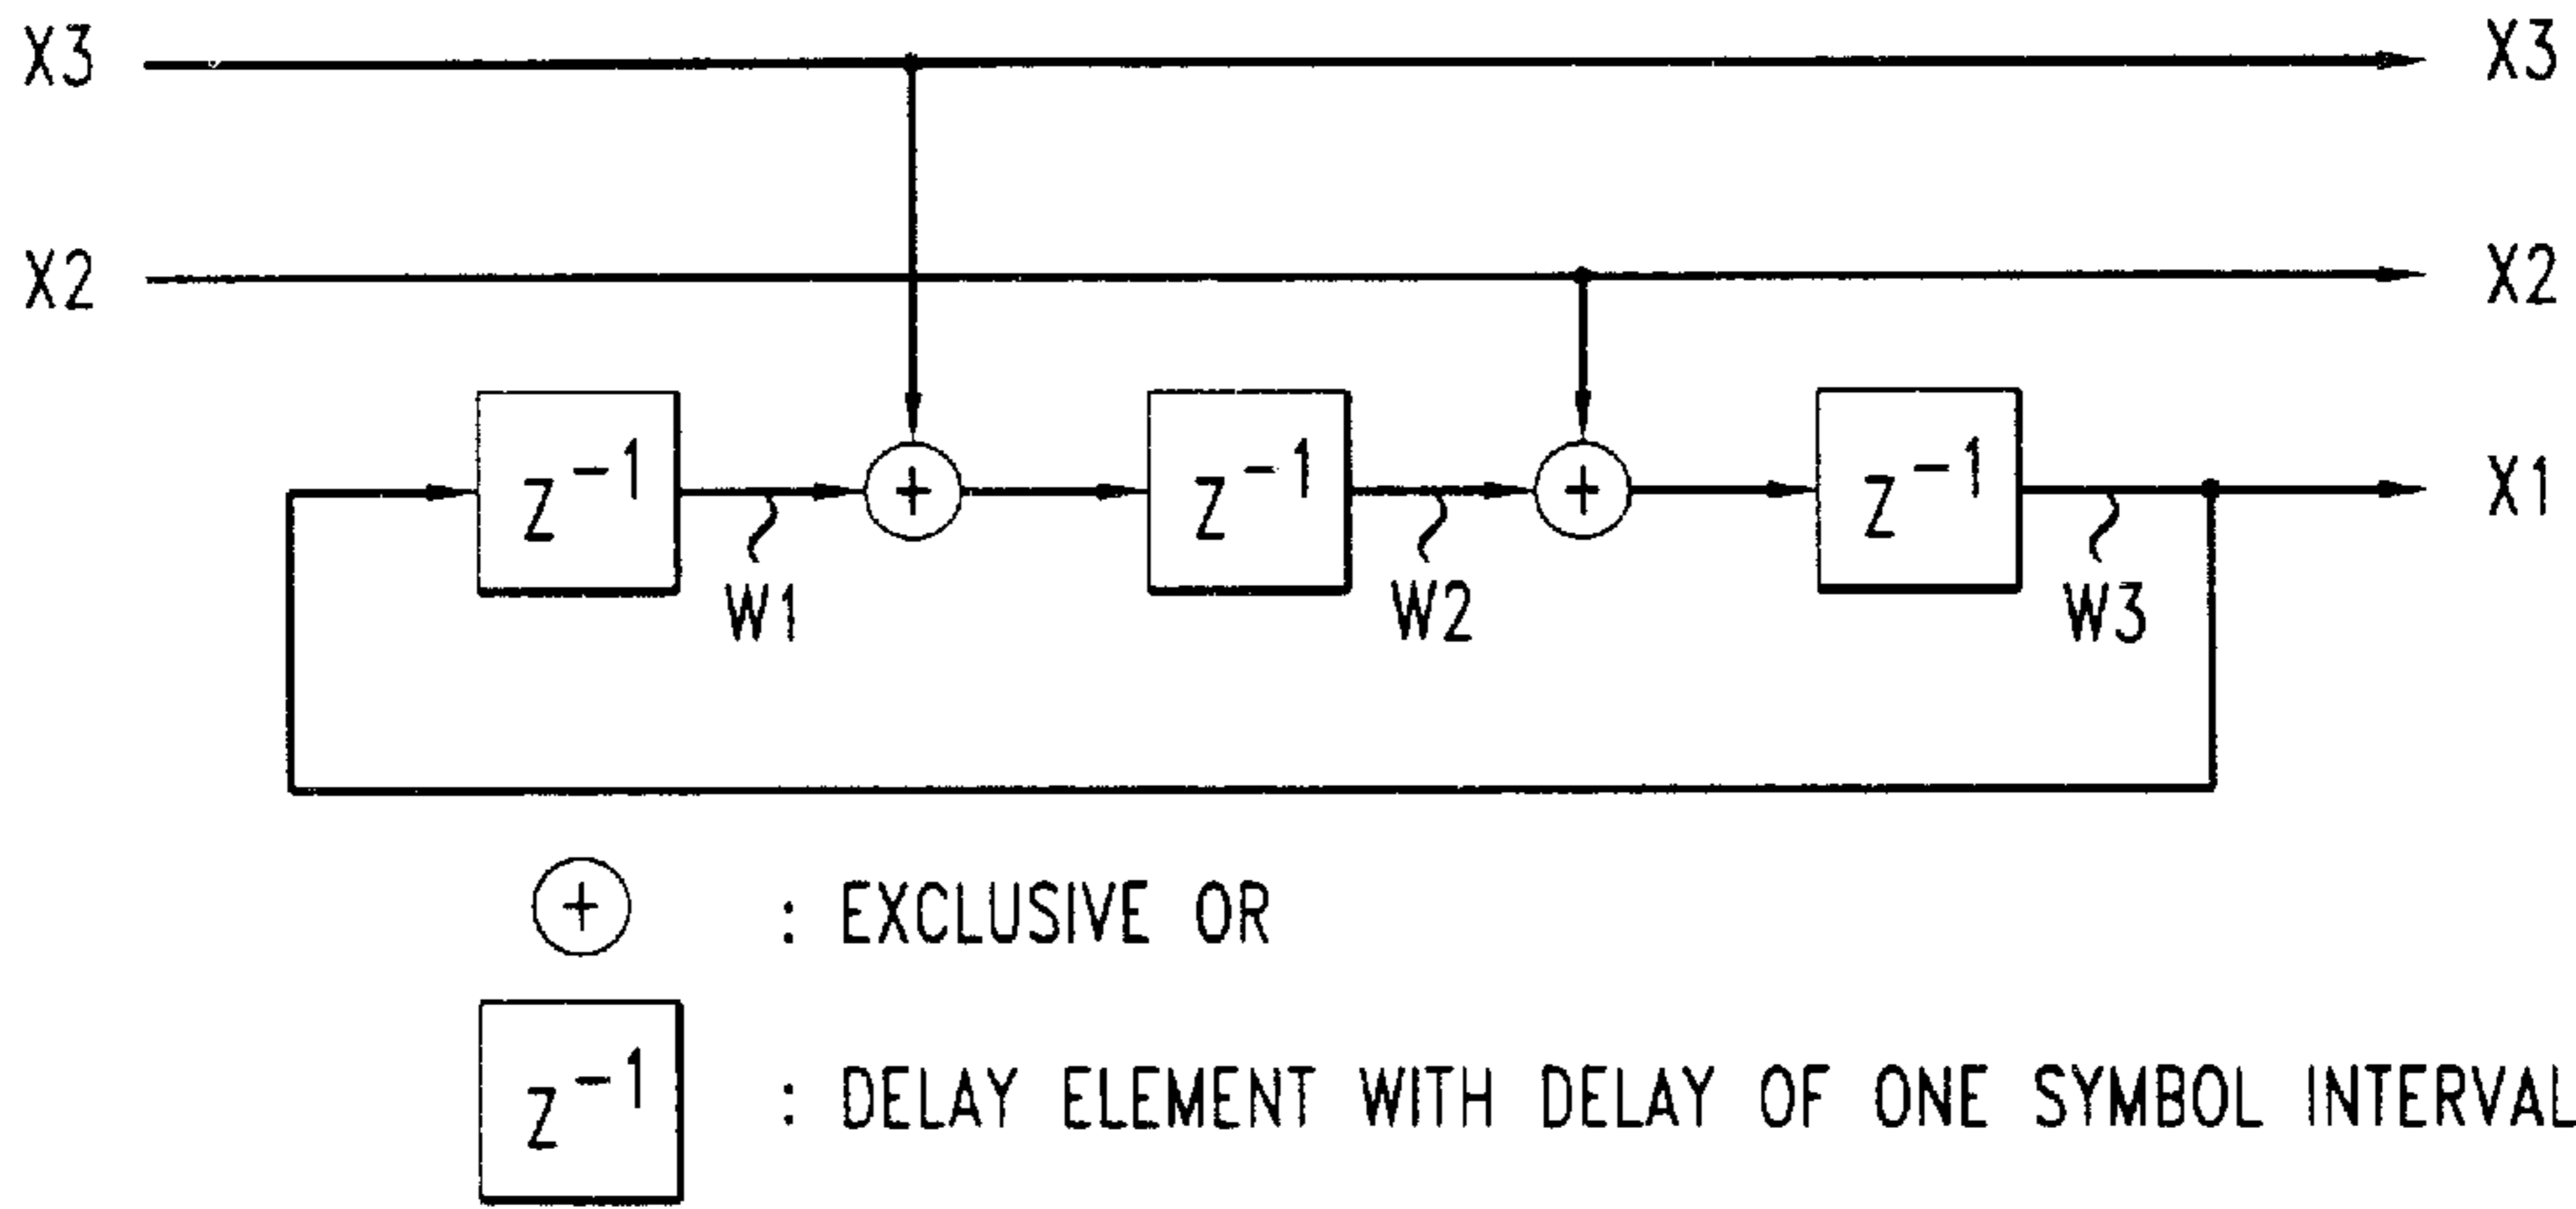 X3 X3
X2 X2
z⁻¹ + z⁻¹ + z⁻¹ X1
W1 W2 W3
+ : EXCLUSIVE OR
z⁻¹ : DELAY ELEMENT WITH DELAY OF ONE SYMBOL INTERVAL